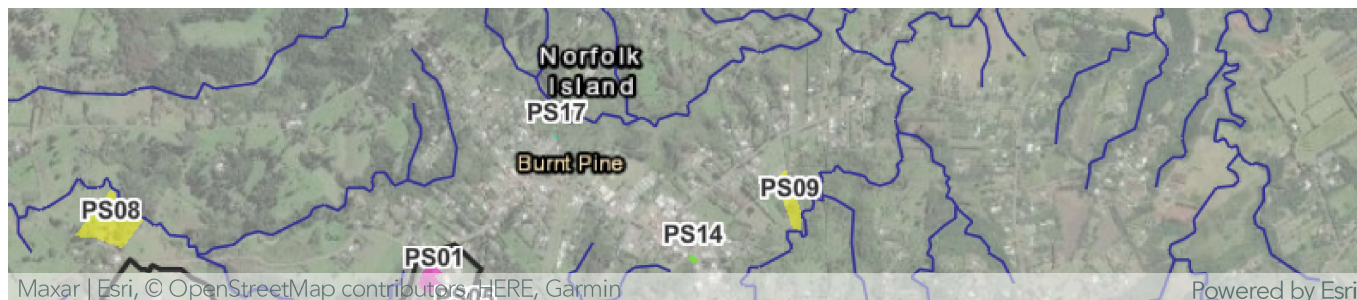 Norfolk
Island
PS17
Burnt Pine
PS09
PS08
PS14
PS01
Maxar | Esri, © OpenStreetMap contributors, HERE, Garmin
Powered by Esri